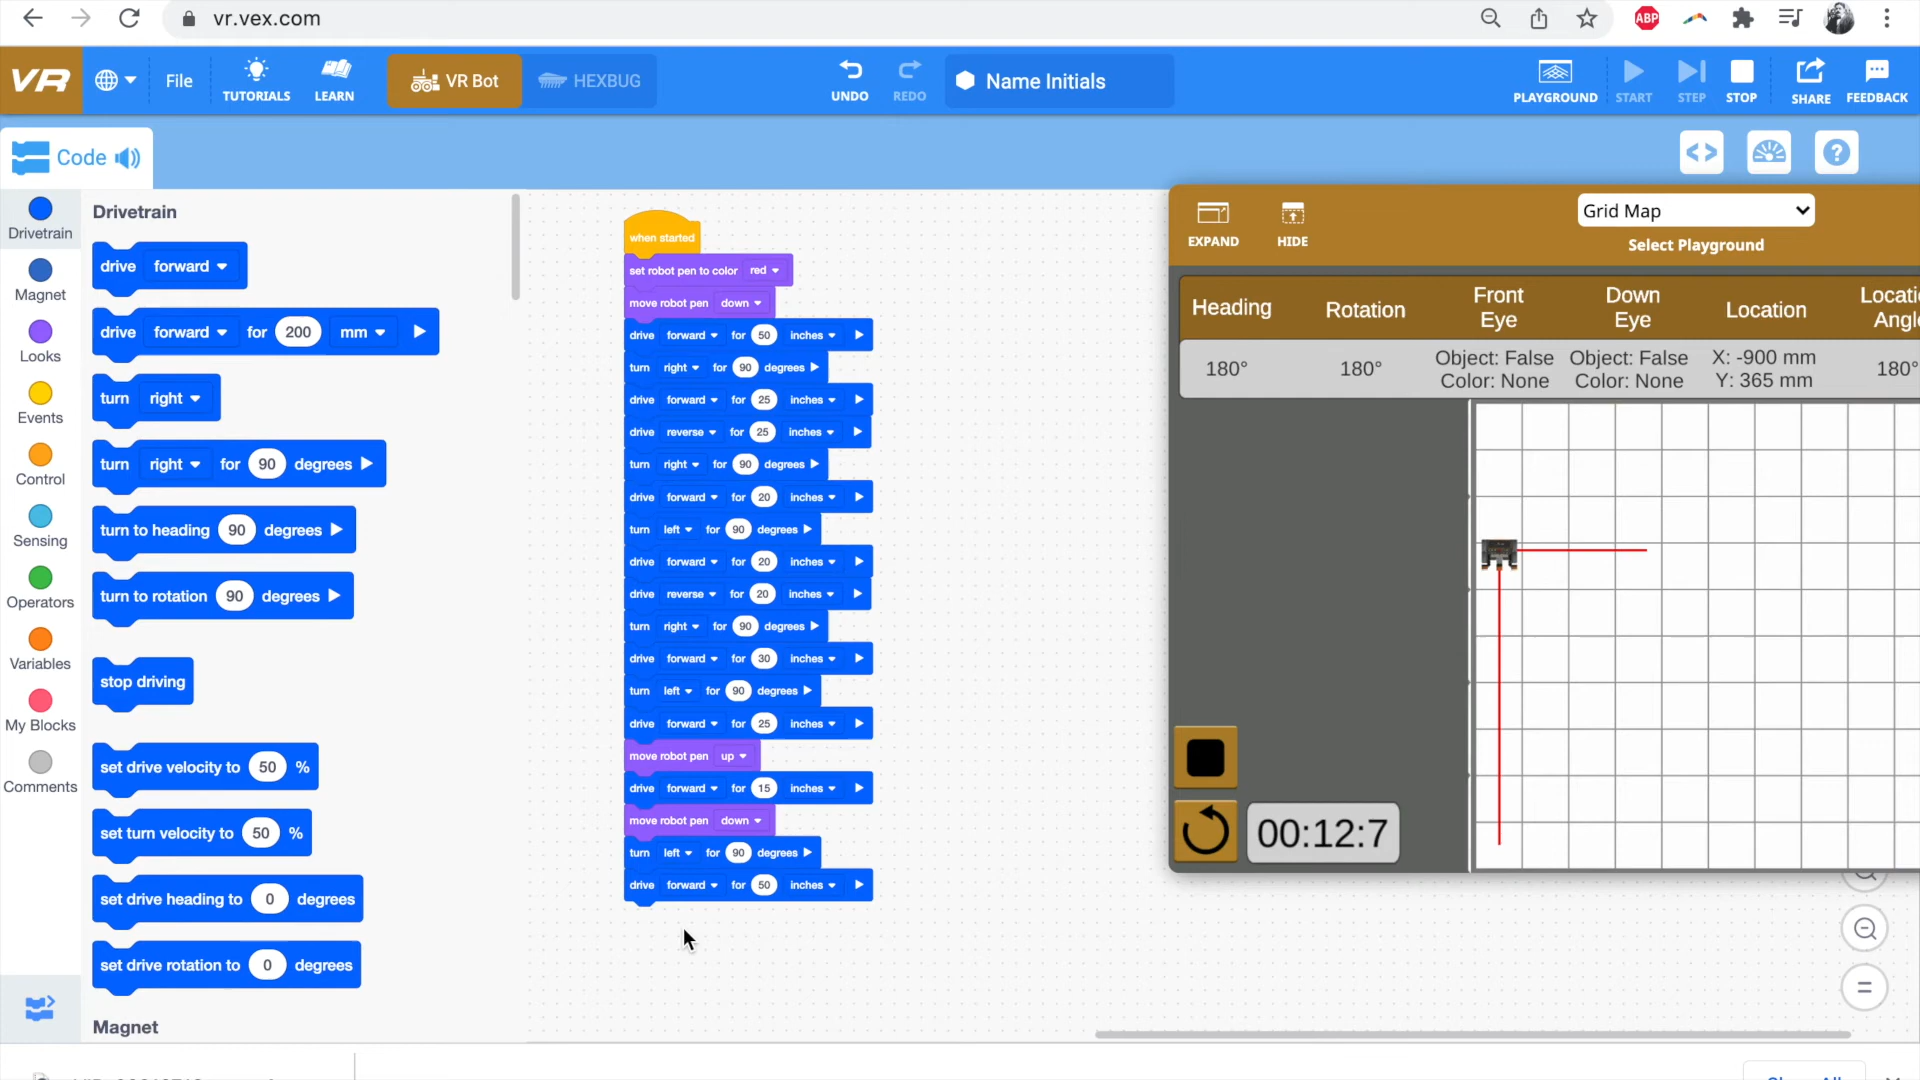 vr.vex.com
ABP
VR
File
TUTORIALS
LEARN
VR Bot
HEXBUG
UNDO
REDO
Name Initials
PLAYGROUND
START
STEP
STOP
SHARE
FEEDBACK
Code
Drivetrain
Magnet
Looks
Events
Control
Sensing
Operators
Variables
My Blocks
Comments
Drivetrain
drive forward
drive forward for 200 mm
turn right
turn right for 90 degrees
turn to heading 90 degrees
turn to rotation 90 degrees
stop driving
set drive velocity to 50 %
set turn velocity to 50 %
set drive heading to 0 degrees
set drive rotation to 0 degrees
Magnet
when started
set robot pen to color red
move robot pen down
drive forward for 50 inches
turn right for 90 degrees
drive forward for 25 inches
drive reverse for 25 inches
turn right for 90 degrees
drive forward for 20 inches
turn left for 90 degrees
drive forward for 20 inches
drive reverse for 20 inches
turn right for 90 degrees
drive forward for 30 inches
turn left for 90 degrees
drive forward for 25 inches
move robot pen up
drive forward for 15 inches
move robot pen down
turn left for 90 degrees
drive forward for 50 inches
EXPAND
HIDE
Grid Map
Select Playground
Heading
Rotation
Front Eye
Down Eye
Location
180°
180°
Object: False
Color: None
Object: False
Color: None
X: -900 mm
Y: 365 mm
180°
00:12:7